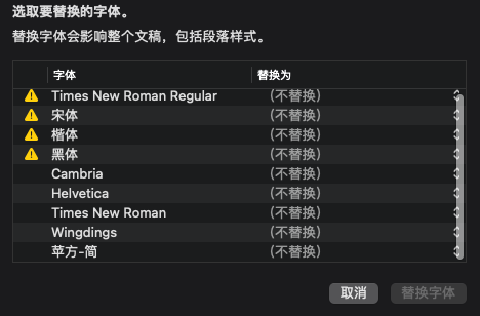 选取要替换的字体。
替换字体会影响整个文稿，包括段落样式。
字体 替换为
Times New Roman Regular (不替换)
宋体 (不替换)
楷体 (不替换)
黑体 (不替换)
Cambria (不替换)
Helvetica (不替换)
Times New Roman (不替换)
Wingdings (不替换)
苹方-简 (不替换)
取消 替换字体